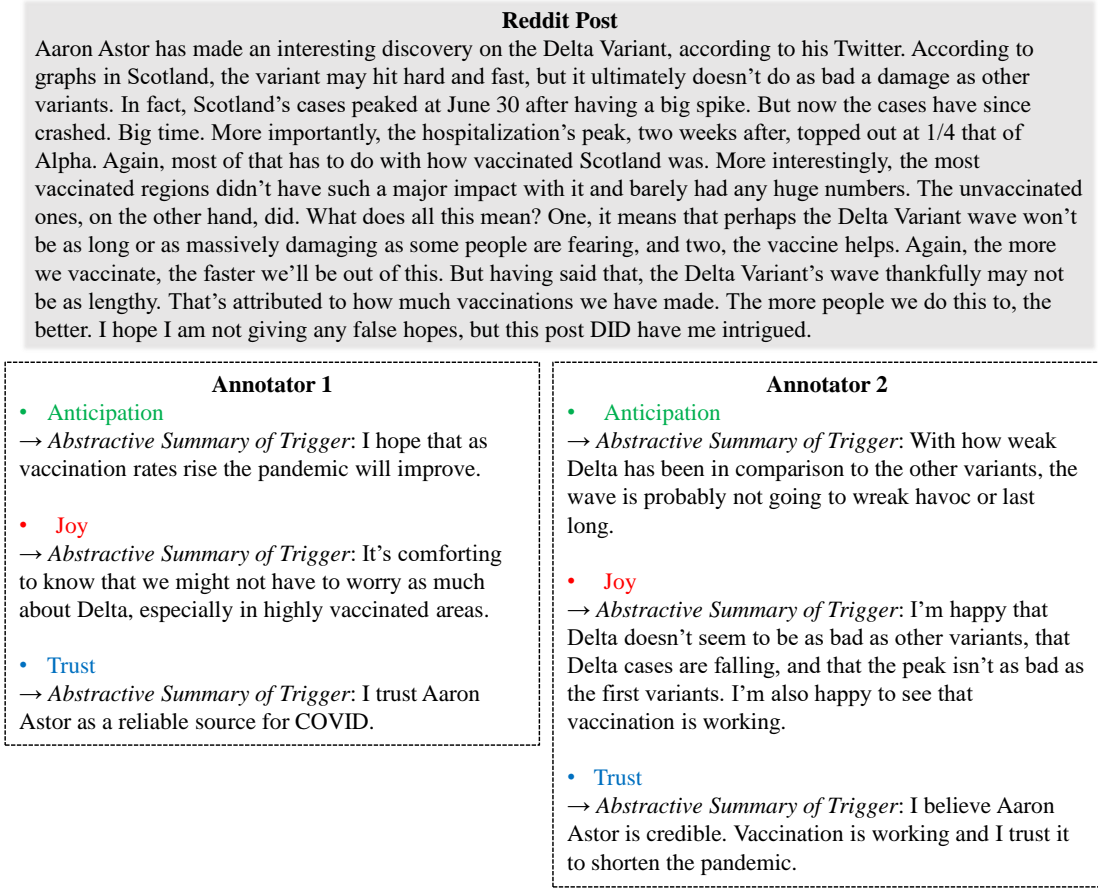 Reddit Post
Aaron Astor has made an interesting discovery on the Delta Variant, according to his Twitter. According to
graphs in Scotland, the variant may hit hard and fast, but it ultimately doesn’t do as bad a damage as other
variants. In fact, Scotland’s cases peaked at June 30 after having a big spike. But now the cases have since
crashed. Big time. More importantly, the hospitalization’s peak, two weeks after, topped out at 1/4 that of
Alpha. Again, most of that has to do with how vaccinated Scotland was. More interestingly, the most
vaccinated regions didn’t have such a major impact with it and barely had any huge numbers. The unvaccinated
ones, on the other hand, did. What does all this mean? One, it means that perhaps the Delta Variant wave won’t
be as long or as massively damaging as some people are fearing, and two, the vaccine helps. Again, the more
we vaccinate, the faster we’ll be out of this. But having said that, the Delta Variant’s wave thankfully may not
be as lengthy. That’s attributed to how much vaccinations we have made. The more people we do this to, the
better. I hope I am not giving any false hopes, but this post DID have me intrigued.
Annotator 1
• Anticipation
→ Abstractive Summary of Trigger: I hope that as
vaccination rates rise the pandemic will improve.
• Joy
→ Abstractive Summary of Trigger: It’s comforting
to know that we might not have to worry as much
about Delta, especially in highly vaccinated areas.
• Trust
→ Abstractive Summary of Trigger: I trust Aaron
Astor as a reliable source for COVID.
Annotator 2
• Anticipation
→ Abstractive Summary of Trigger: With how weak
Delta has been in comparison to the other variants, the
wave is probably not going to wreak havoc or last
long.
• Joy
→ Abstractive Summary of Trigger: I’m happy that
Delta doesn’t seem to be as bad as other variants, that
Delta cases are falling, and that the peak isn’t as bad as
the first variants. I’m also happy to see that
vaccination is working.
• Trust
→ Abstractive Summary of Trigger: I believe Aaron
Astor is credible. Vaccination is working and I trust it
to shorten the pandemic.